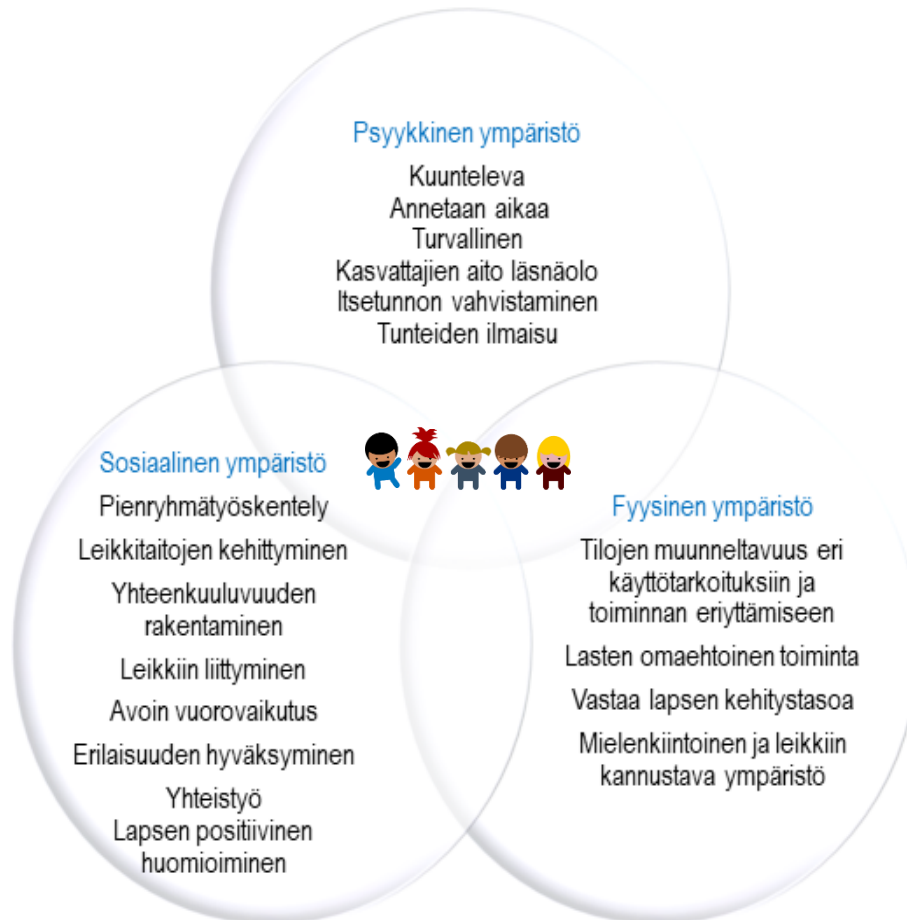 Psyykkinen ympäristö
Kuunteleva
Annetaan aikaa
Turvallinen
Kasvattajien aito läsnäolo
Itsetunnon vahvistaminen
Tunteiden ilmaisu
Sosiaalinen ympäristö
Pienryhmätyöskentely
Leikkitaitojen kehittyminen
Yhteenkuuluvuuden
rakentaminen
Leikkiin liittyminen
Avoin vuorovaikutus
Erilaisuuden hyväksyminen
Yhteistyö
Lapsen positiivinen
huomioiminen
Fyysinen ympäristö
Tilojen muunneltavuus eri
käyttötarkoituksiin ja
toiminnan eriyttämiseen
Lasten omaehtoinen toiminta
Vastaa lapsen kehitystasoa
Mielenkiintoinen ja leikkiin
kannustava ympäristö